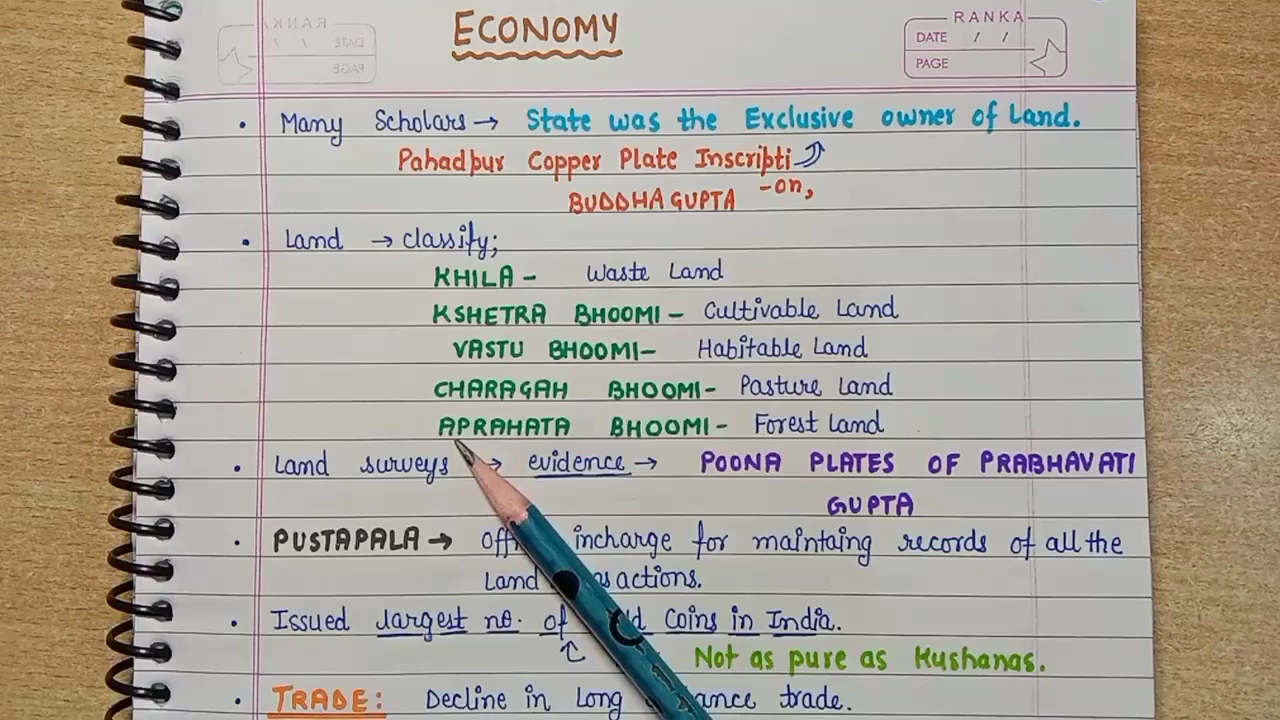 ECONOMY
RANKA
DATE / /
PAGE
• Many Scholars → State was the Exclusive owner of Land.
Pahadpur Copper Plate Inscripti
-on,
BUDDHAGUPTA
• Land → classify;
KHILA - Waste Land
KSHETRA BHOOMI - Cultivable Land
VASTU BHOOMI - Habitable Land
CHARAGAH BHOOMI - Pasture Land
APRAHATA BHOOMI - Forest Land
• Land surveys → evidence → POONA PLATES OF PRABHAVATI
GUPTA
• PUSTAPALA → incharge for maintaing records of all the
Land
• Issued largest no. of Coins in India.
Not as pure as Kushanas.
• TRADE: Decline in Long trade.